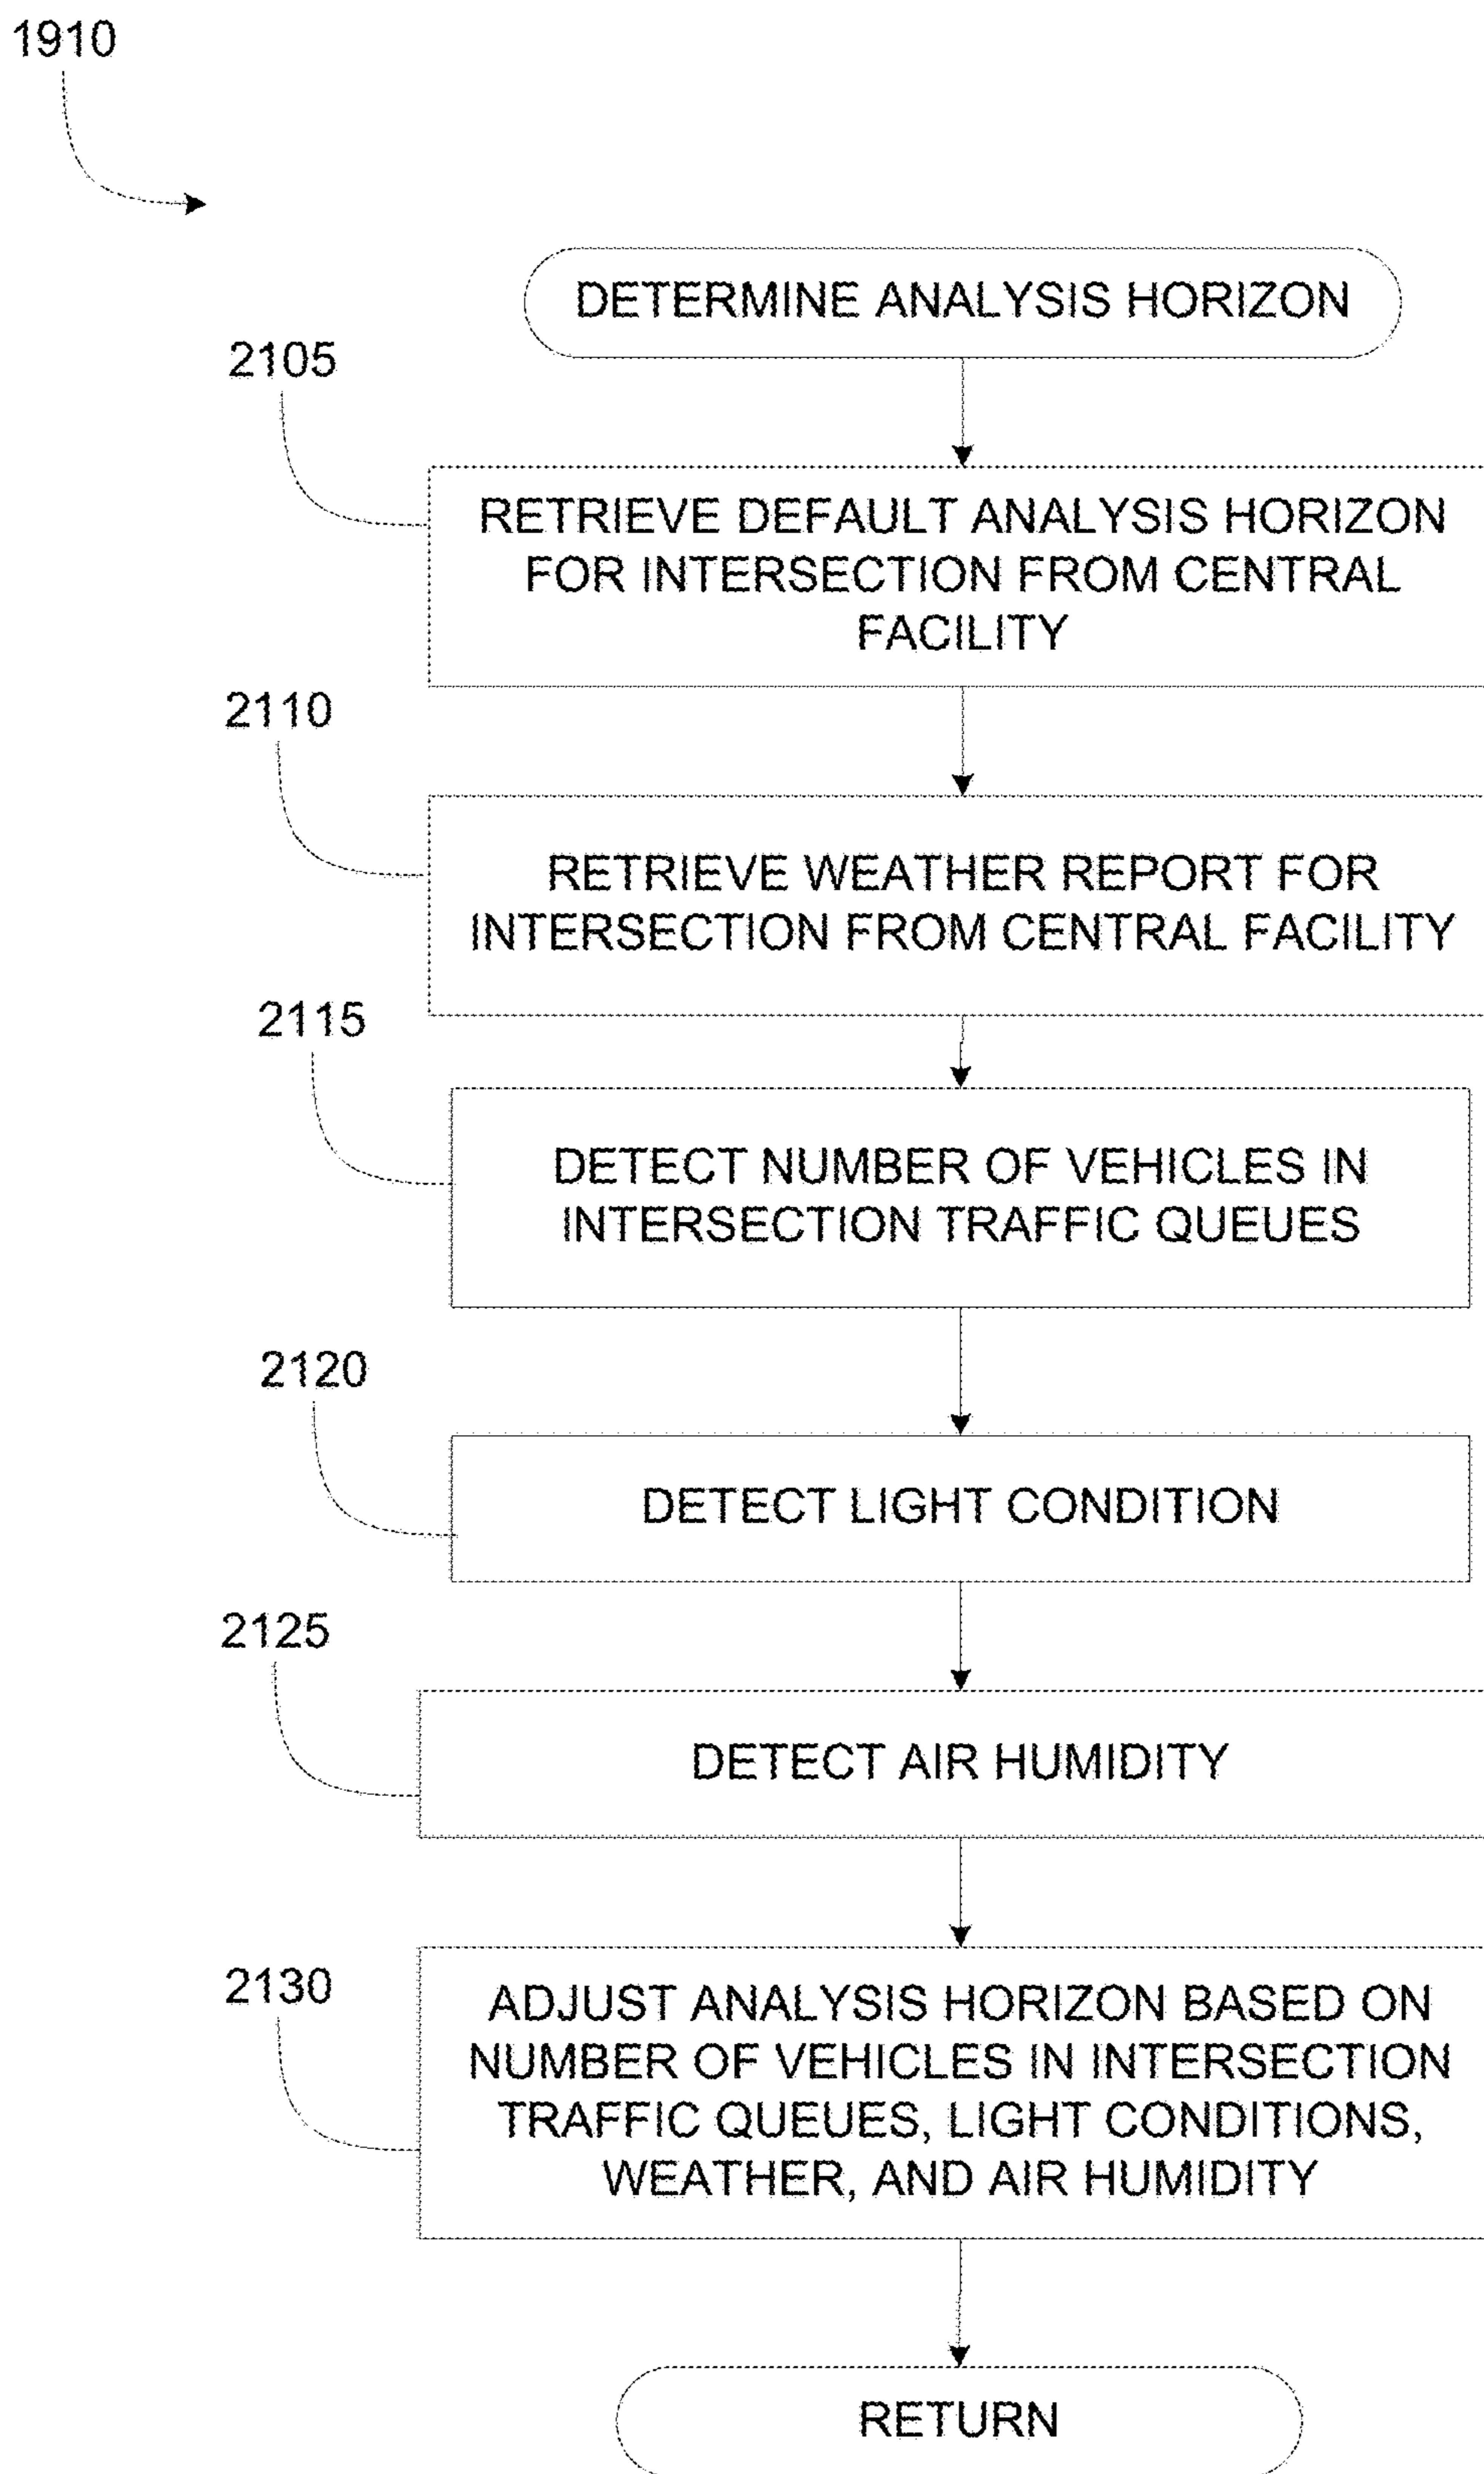 1910
DETERMINE ANALYSIS HORIZON
2105
RETRIEVE DEFAULT ANALYSIS HORIZON
FOR INTERSECTION FROM CENTRAL
FACILITY
2110
RETRIEVE WEATHER REPORT FOR
INTERSECTION FROM CENTRAL FACILITY
2115
DETECT NUMBER OF VEHICLES IN
INTERSECTION TRAFFIC QUEUES
2120
DETECT LIGHT CONDITION
2125
DETECT AIR HUMIDITY
2130
ADJUST ANALYSIS HORIZON BASED ON
NUMBER OF VEHICLES IN INTERSECTION
TRAFFIC QUEUES, LIGHT CONDITIONS,
WEATHER, AND AIR HUMIDITY
RETURN